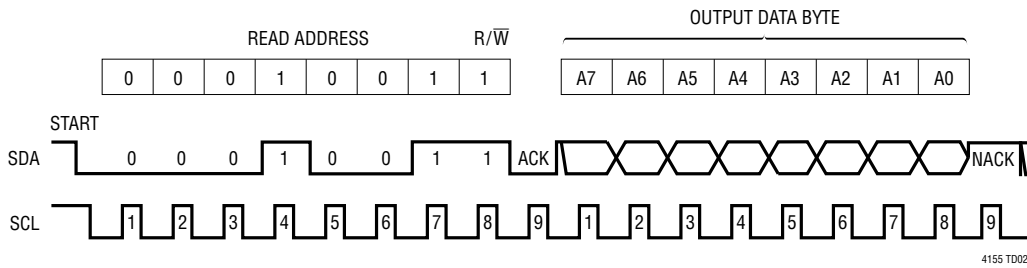 OUTPUT DATA BYTE
READ ADDRESS R/W̅
0 0 0 1 0 0 1 1 A7 A6 A5 A4 A3 A2 A1 A0
START
SDA 0 0 0 1 0 0 1 1 ACK NACK
SCL 1 2 3 4 5 6 7 8 9 1 2 3 4 5 6 7 8 9
4155 TD02